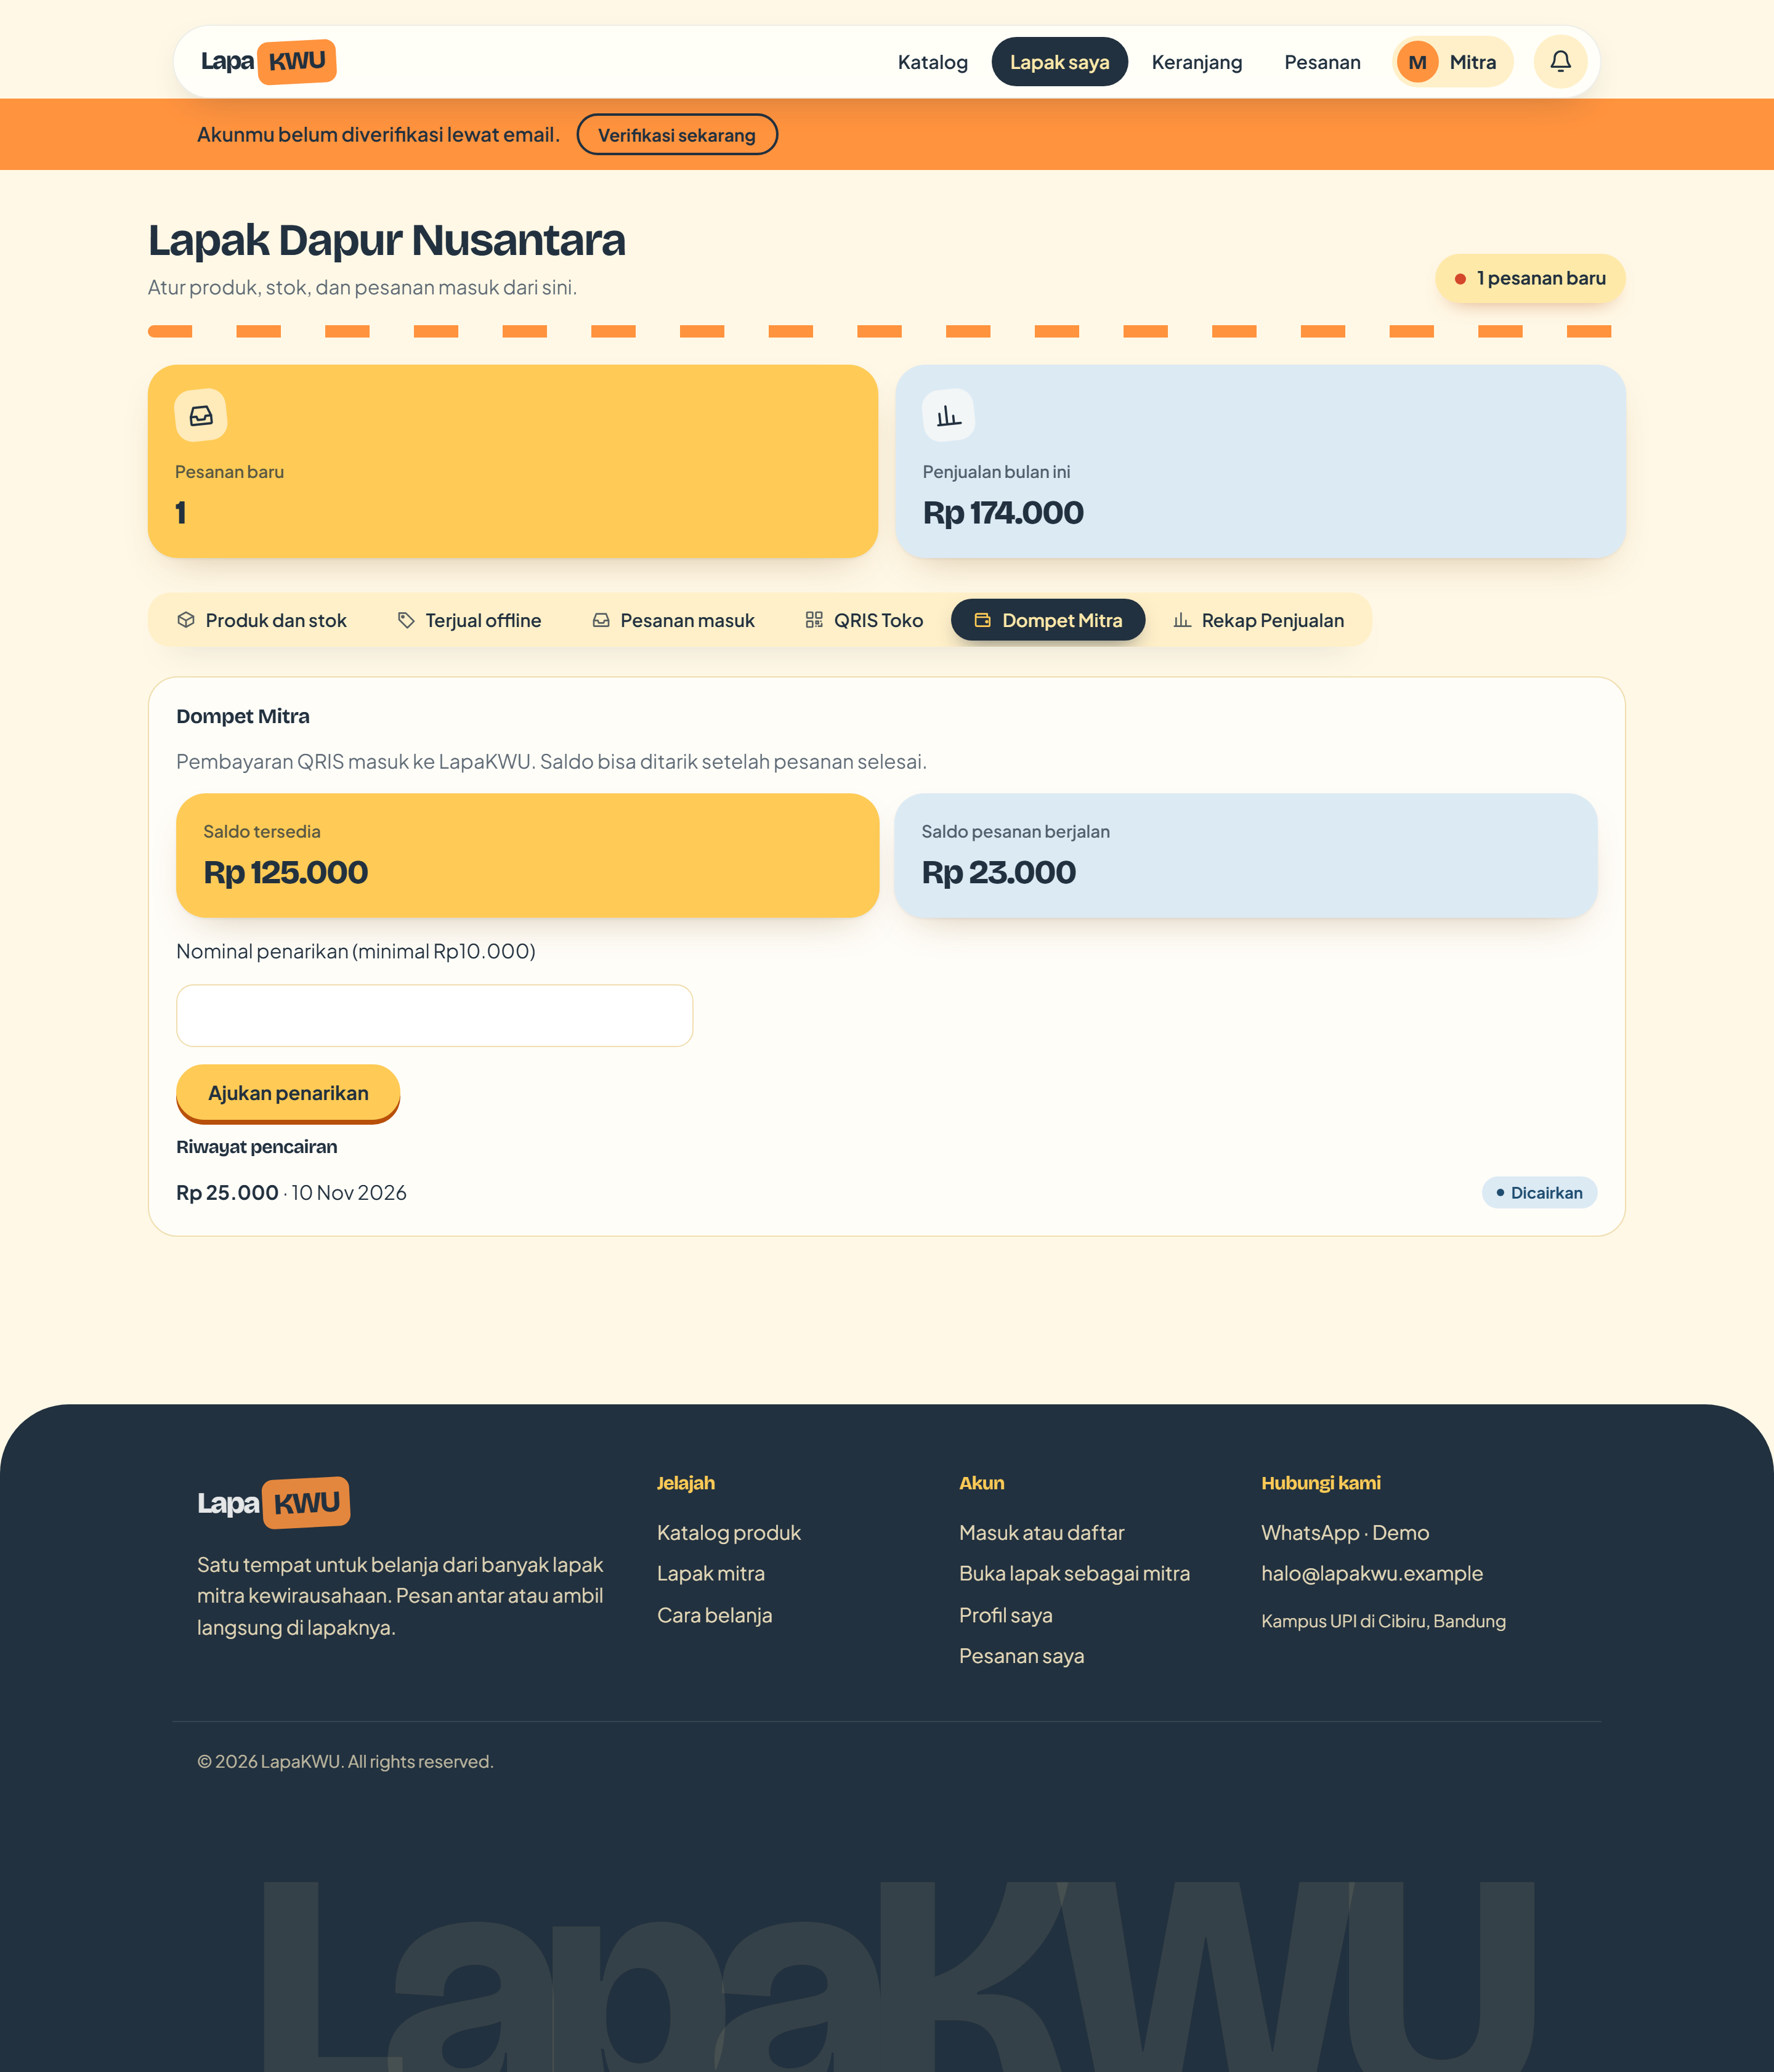 Lapa KWU
Katalog
Lapak saya
Keranjang
Pesanan
M Mitra
Akunmu belum diverifikasi lewat email.
Verifikasi sekarang
Lapak Dapur Nusantara
Atur produk, stok, dan pesanan masuk dari sini.
1 pesanan baru
Pesanan baru
1
Penjualan bulan ini
Rp 174.000
Produk dan stok
Terjual offline
Pesanan masuk
QRIS Toko
Dompet Mitra
Rekap Penjualan
Dompet Mitra
Pembayaran QRIS masuk ke LapaKWU. Saldo bisa ditarik setelah pesanan selesai.
Saldo tersedia
Rp 125.000
Saldo pesanan berjalan
Rp 23.000
Nominal penarikan (minimal Rp10.000)
Ajukan penarikan
Riwayat pencairan
Rp 25.000 · 10 Nov 2026
Dicairkan
Lapa KWU
Satu tempat untuk belanja dari banyak lapak
mitra kewirausahaan. Pesan antar atau ambil
langsung di lapaknya.
Jelajah
Katalog produk
Lapak mitra
Cara belanja
Akun
Masuk atau daftar
Buka lapak sebagai mitra
Profil saya
Pesanan saya
Hubungi kami
WhatsApp · Demo
halo@lapakwu.example
Kampus UPI di Cibiru, Bandung
© 2026 LapaKWU. All rights reserved.
LapaKWU